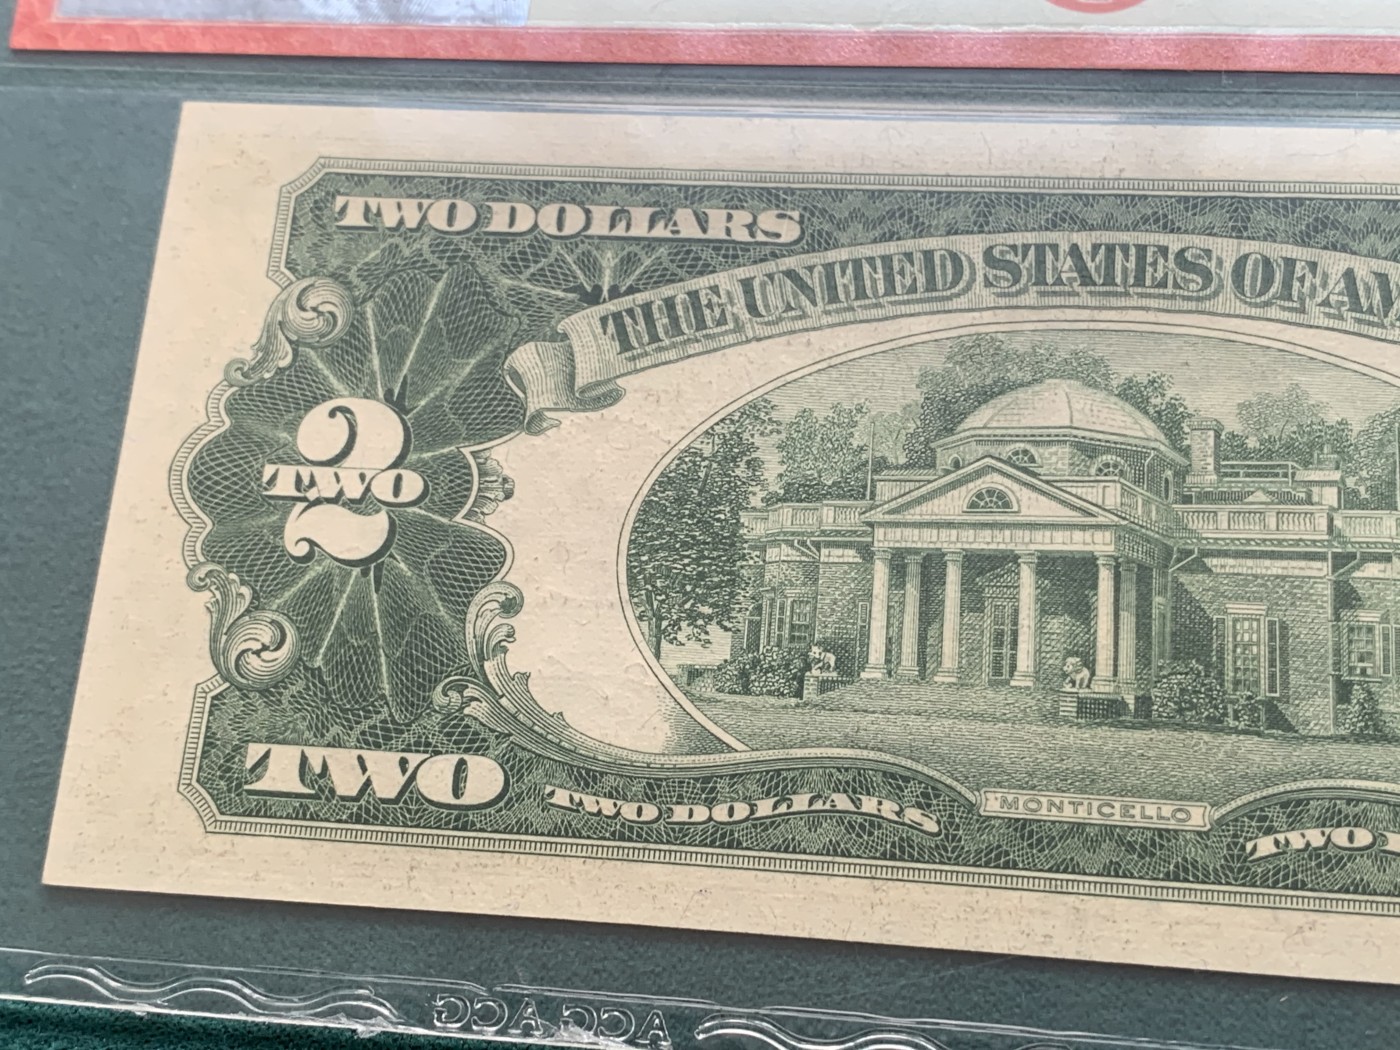 TWO DOLLARS
THE UNITED STATES OF AM
2
TWO
TWO
TWO DOLLARS
MONTICELLO
TWO
ACG ACG